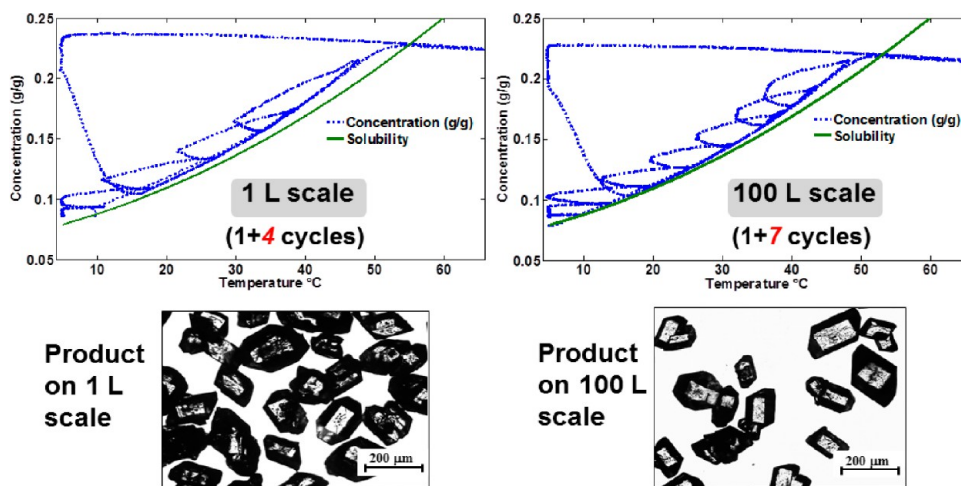 0.25
0.2
0.15
0.1
0.05
Concentration (g/g)
Concentration (g/g)
Solubility
1 L scale
(1+4 cycles)
10 20 30 40 50 60
Temperature °C
0.25
0.2
0.15
0.1
0.05
Concentration (g/g)
Concentration (g/g)
Solubility
100 L scale
(1+7 cycles)
10 20 30 40 50 60
Temperature °C
Product
on 1 L
scale
200 µm
Product
on 100 L
scale
200 µm